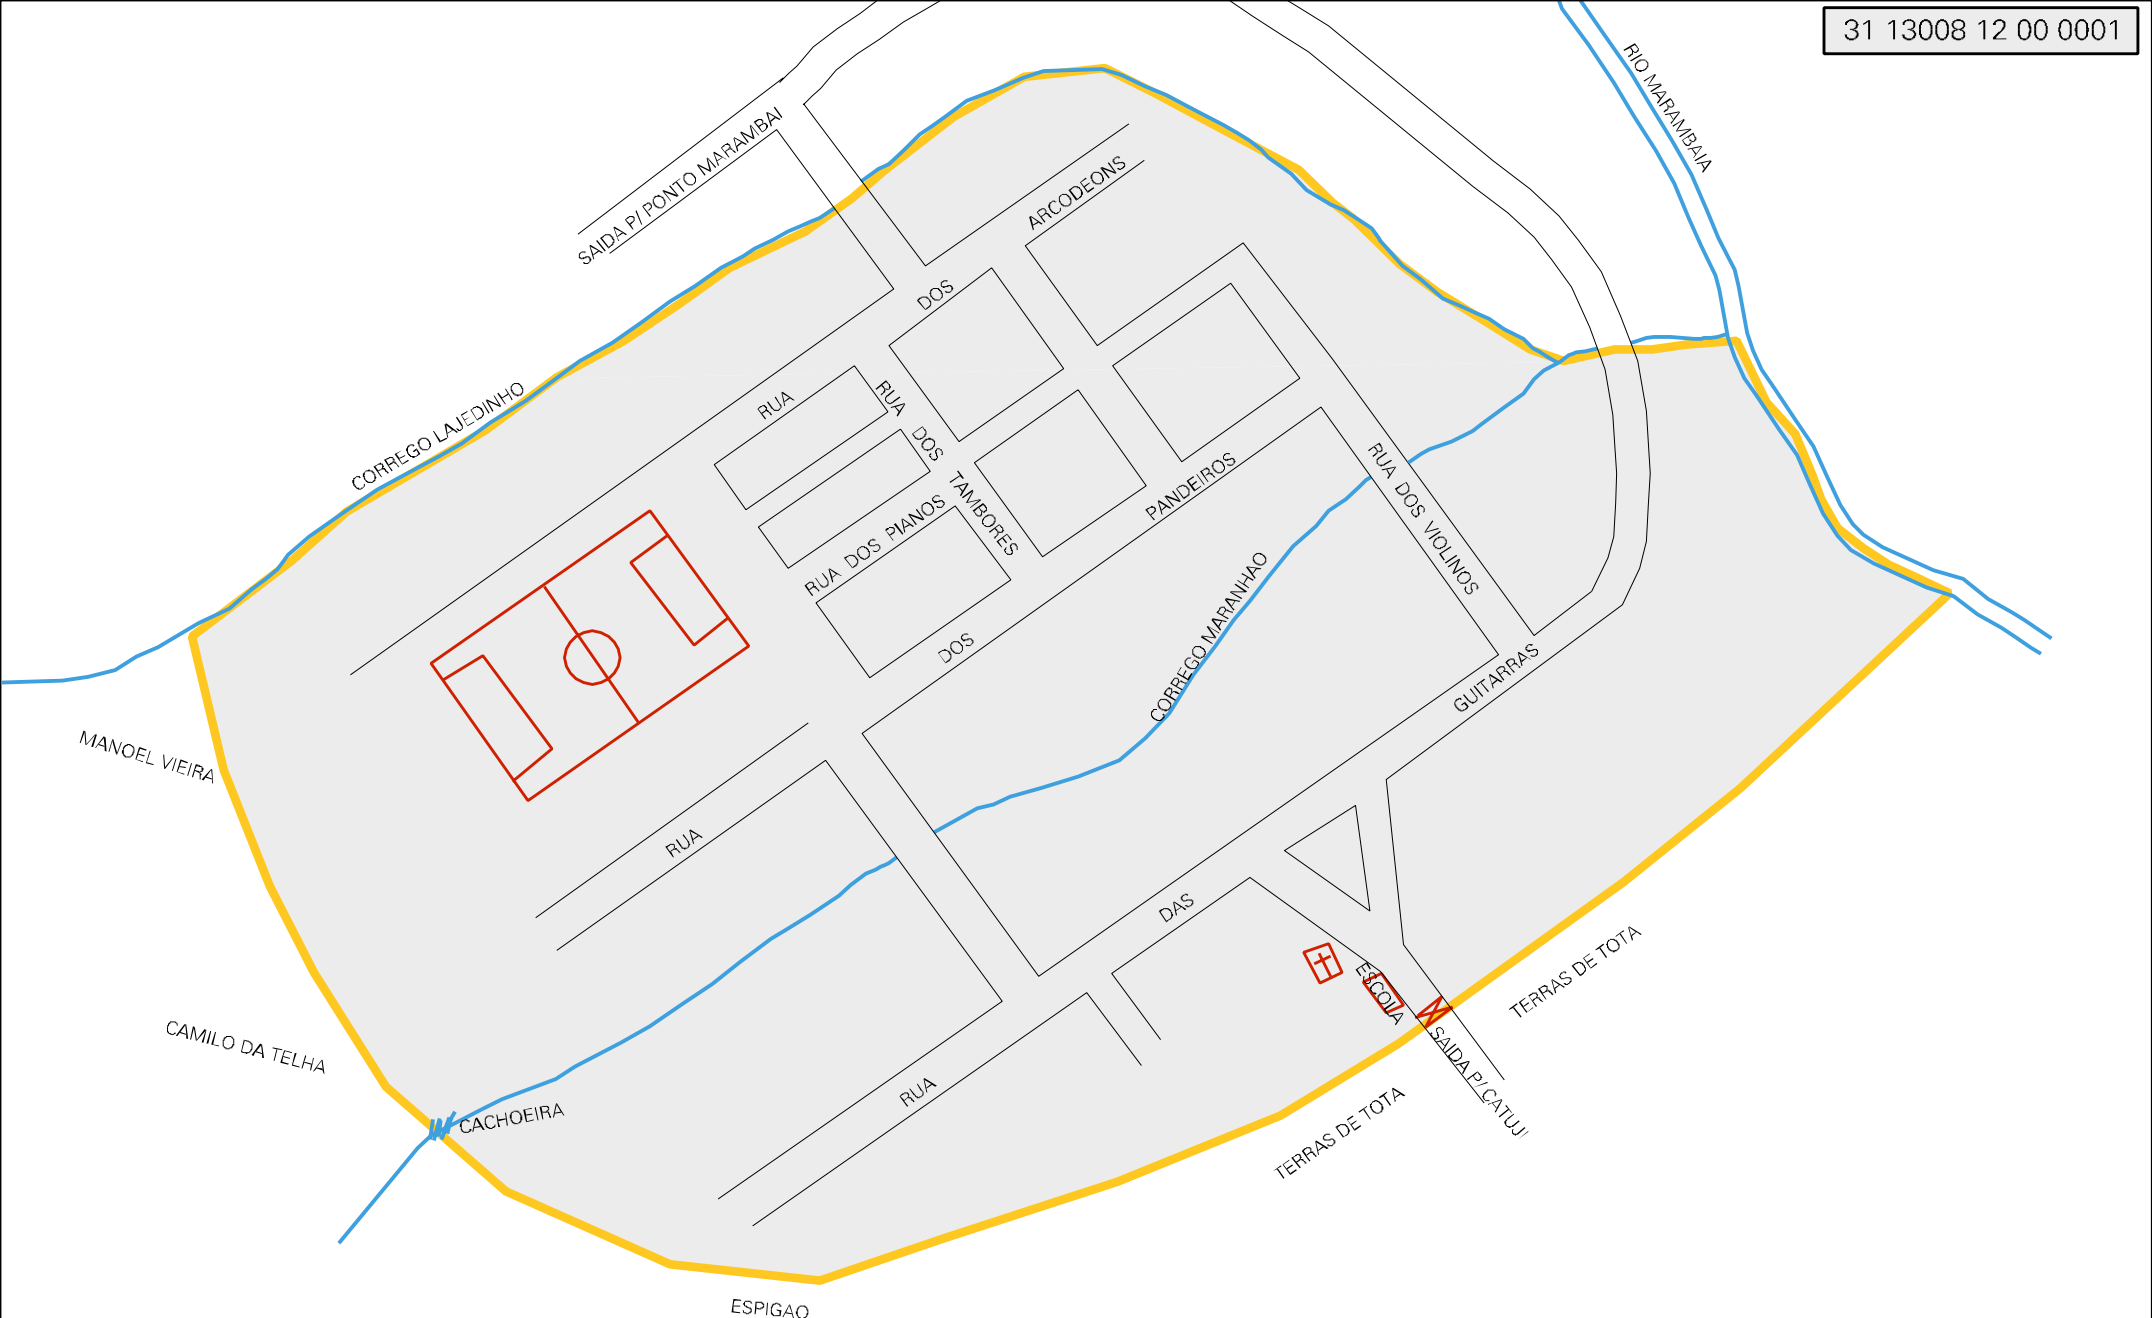 31 13008 12 00 0001
RIO MARAMBAIA
SAIDA P/ PONTO MARAMBAI
RUA DOS ARCODEONS
CORREGO LAJEDINHO
RUA DOS TAMBORES
RUA DOS PIANOS
RUA DOS PANDEIROS
RUA DOS VIOLINOS
CORREGO MARANHAO
RUA DAS GUITARRAS
MANOEL VIEIRA
CAMILO DA TELHA
CACHOEIRA
ESCOLA
TERRAS DE TOTA
SAIDA P/ CATUJI
TERRAS DE TOTA
ESPIGAO